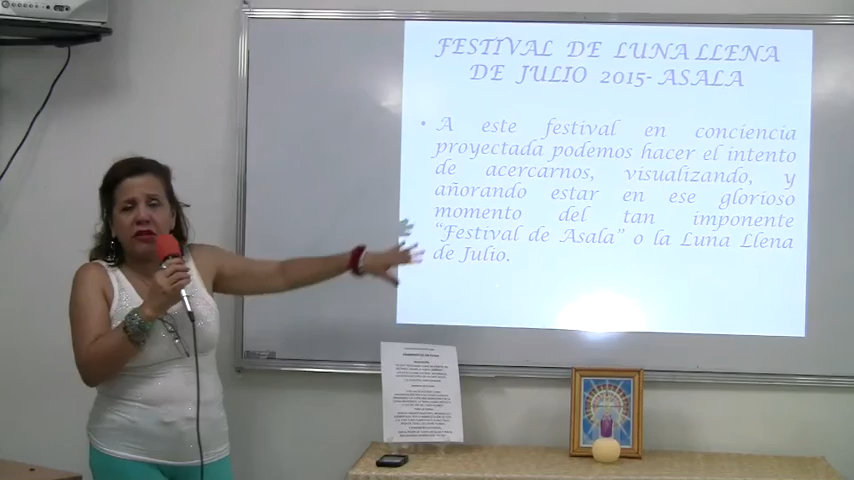 FESTIVAL DE LUNA LLENA
DE JULIO 2015- ASALA
• A este festival en conciencia
proyectada podemos hacer el intento
de acercarnos, visualizando, y
añorando estar en ese glorioso
momento del tan imponente
"Festival de Asala" o la Luna Llena
de Julio.